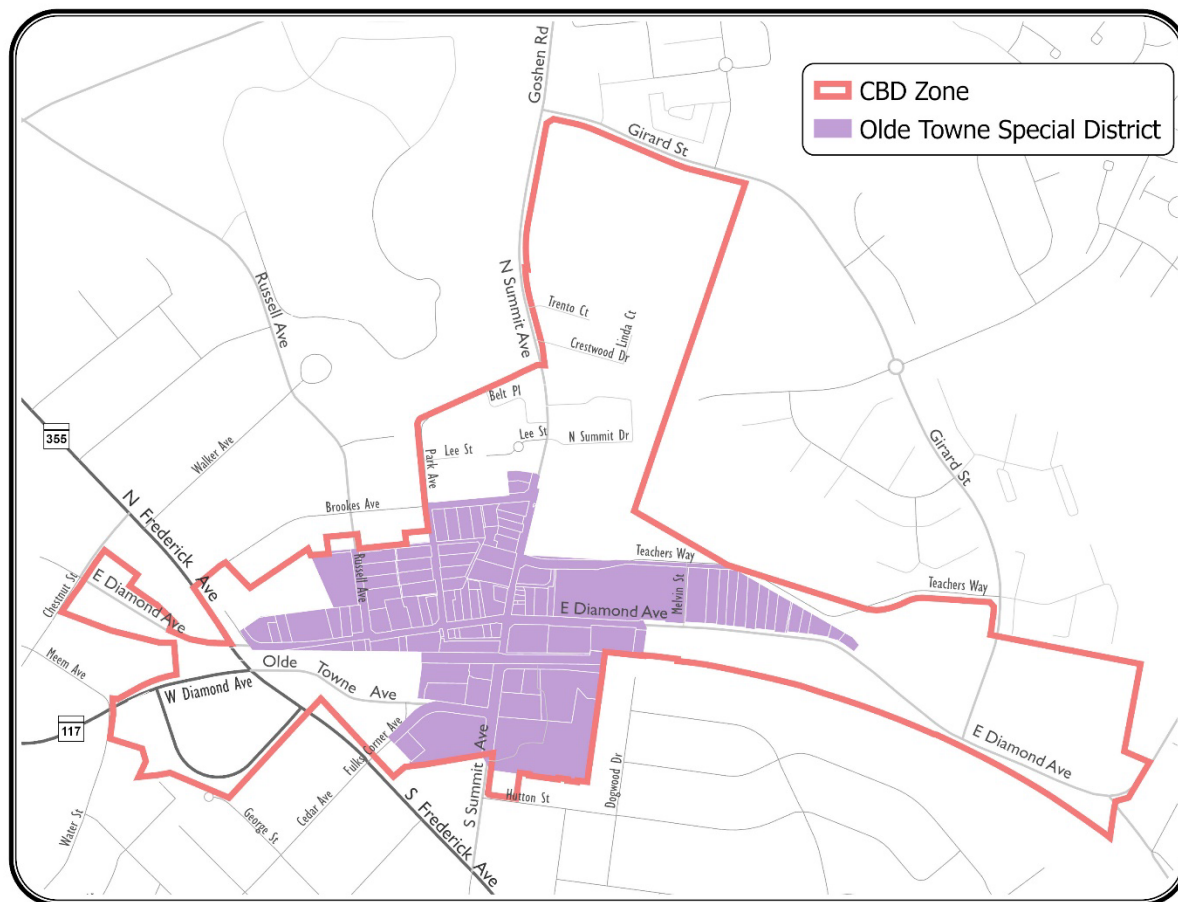 Goshen Rd
CBD Zone
Olde Towne Special District
Girard St
Russell Ave
N Summit Ave
Trento Ct
Linda Ct
Crestwood Dr
Belt Pl
355
Walker Ave
Park Ave
Lee St
Lee St
N Summit Dr
Girard St
N Frederick Ave
Brookes Ave
Russell Ave
Teachers Way
Melvin St
Teachers Way
Chestnut St
E Diamond Ave
E Diamond Ave
Meem Ave
Olde Towne Ave
W Diamond Ave
117
Fulks Corner Ave
S Summit Ave
E Diamond Ave
Dogwood Dr
Hutton St
Water St
George St
Cedar Ave
S Frederick Ave